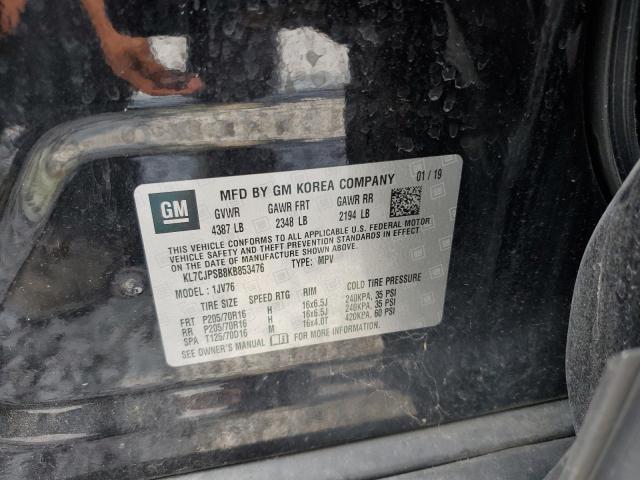 GM
MFD BY GM KOREA COMPANY 01 / 19
GVWR GAWR FRT GAWR RR
4387 LB 2348 LB 2194 LB
THIS VEHICLE CONFORMS TO ALL APPLICABLE U.S. FEDERAL MOTOR
VEHICLE SAFETY AND THEFT PREVENTION STANDARDS IN
EFFECT ON THE DATE OF MANUFACTURE SHOWN ABOVE.
KL7CJPSB8KB853476 TYPE: MPV
MODEL : 1JV76
TIRE SIZE SPEED RTG RIM COLD TIRE PRESSURE
FRT P205/70R16 H 16x6.5J 240KPA, 35 PSI
RR P205/70R16 H 16x6.5J 240KPA, 35 PSI
SPA T125/70D16 M 16x4.0T 420KPA, 60 PSI
SEE OWNER'S MANUAL FOR MORE INFORMATION.